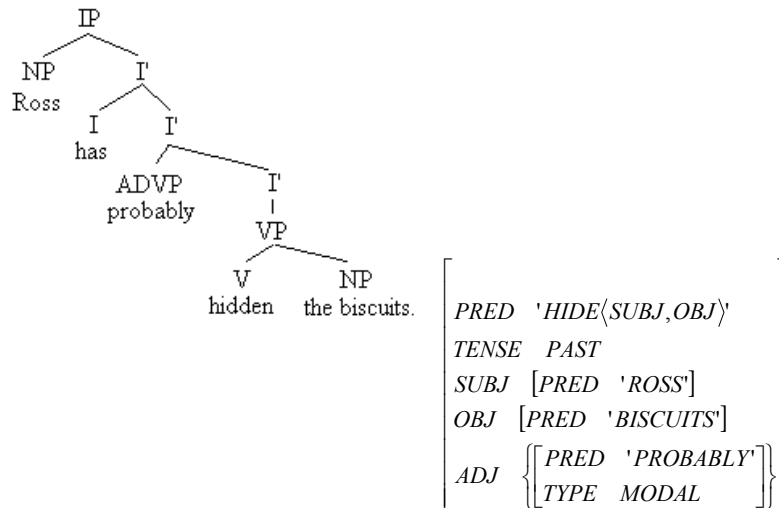 IP
NP I'
Ross
I I'
has
ADVP I'
probably
VP
V NP
hidden the biscuits.
PRED 'HIDE⟨SUBJ,OBJ⟩'
TENSE PAST
SUBJ [PRED 'ROSS']
OBJ [PRED 'BISCUITS']
ADJ {[PRED 'PROBABLY'
TYPE MODAL]}